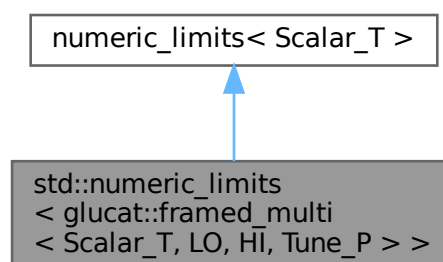 numeric_limits< Scalar_T >
std::numeric_limits
< glucat::framed_multi
< Scalar_T, LO, HI, Tune_P > >